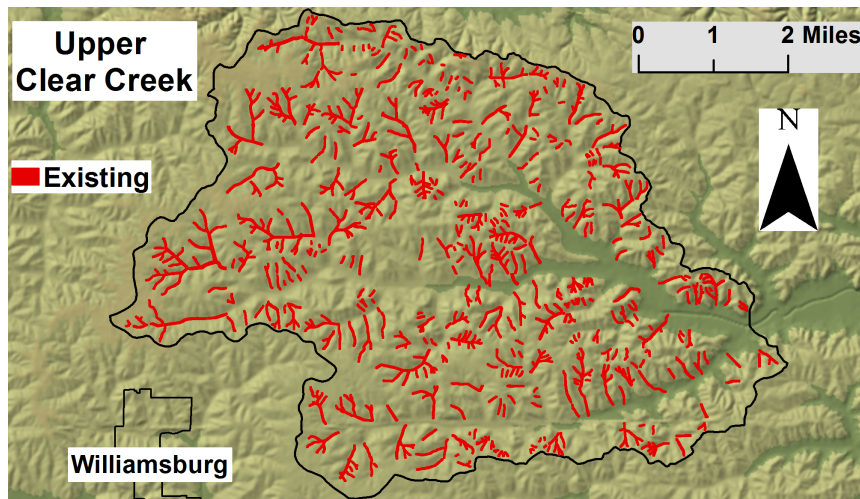 Upper
Clear Creek
0 1 2 Miles
N
Existing
Williamsburg